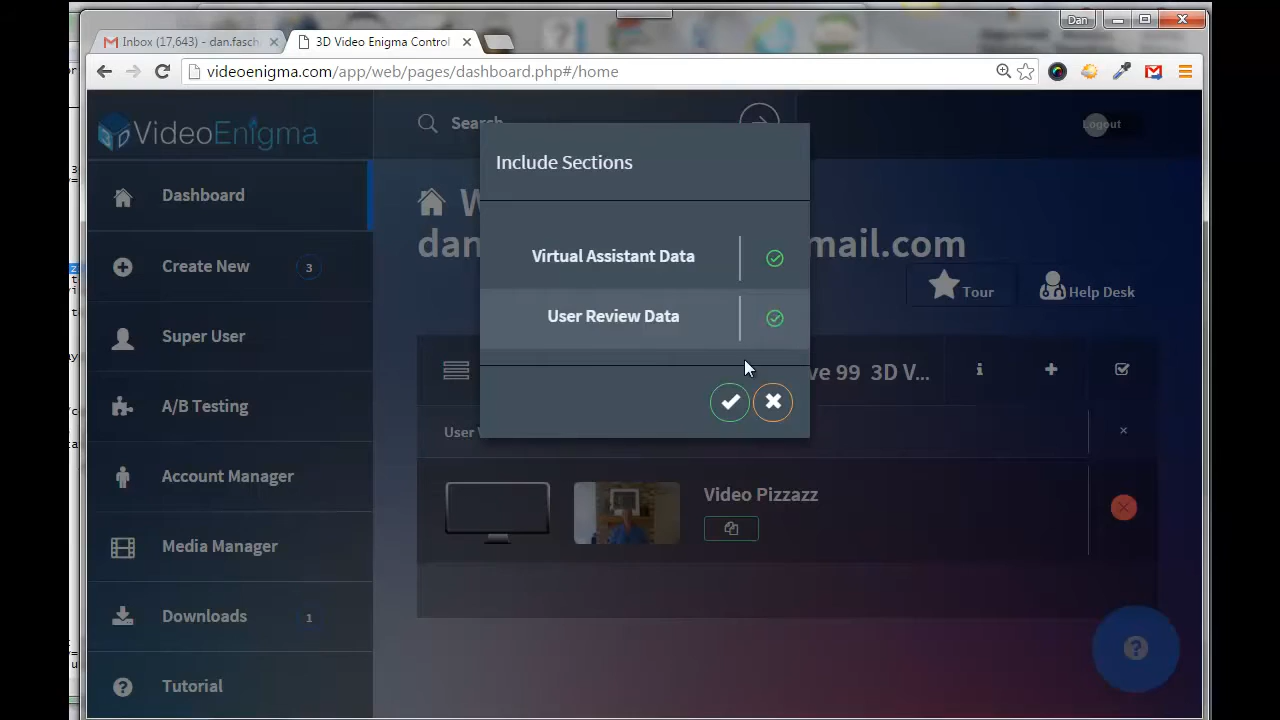 Dan
Inbox (17,643) - dan.fasch
3D Video Enigma Control
videoenigma.com/app/web/pages/dashboard.php#/home
VideoEnigma
Search
Logout
Include Sections
Dashboard
W
dan
mail.com
Virtual Assistant Data
Create New 3
Tour
Help Desk
User Review Data
Super User
ve 99 3D V...
A/B Testing
User
Account Manager
Video Pizzazz
Media Manager
Downloads 1
Tutorial